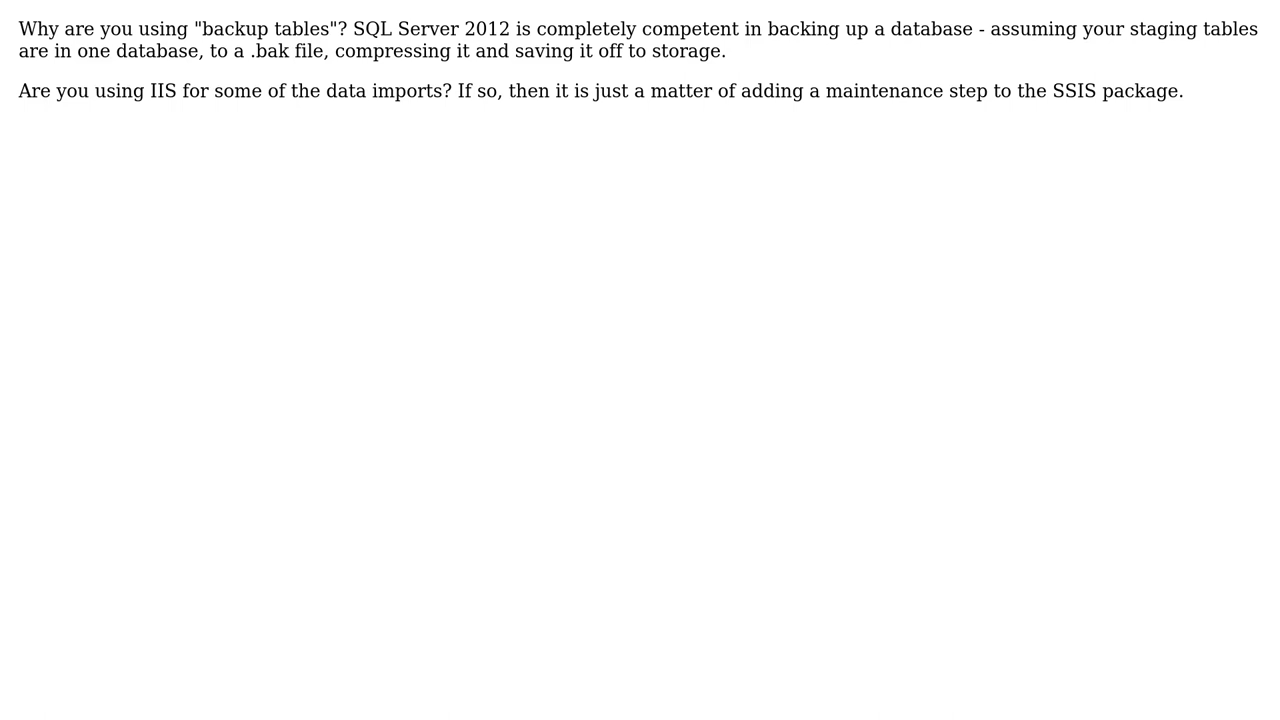 Why are you using "backup tables"? SQL Server 2012 is completely competent in backing up a database - assuming your staging tables
are in one database, to a .bak file, compressing it and saving it off to storage.
Are you using IIS for some of the data imports? If so, then it is just a matter of adding a maintenance step to the SSIS package.